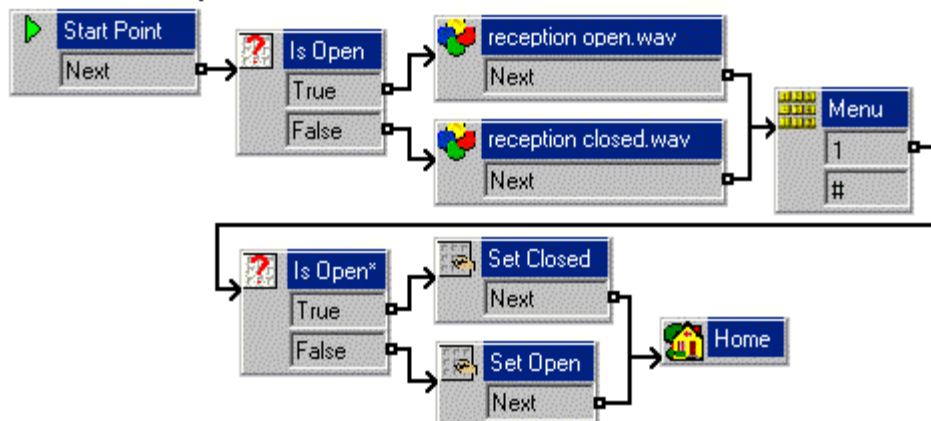 Start Point
Next
Is Open
True
False
reception open.wav
Next
reception closed.wav
Next
Menu
1
#
Is Open*
True
False
Set Closed
Next
Set Open
Next
Home